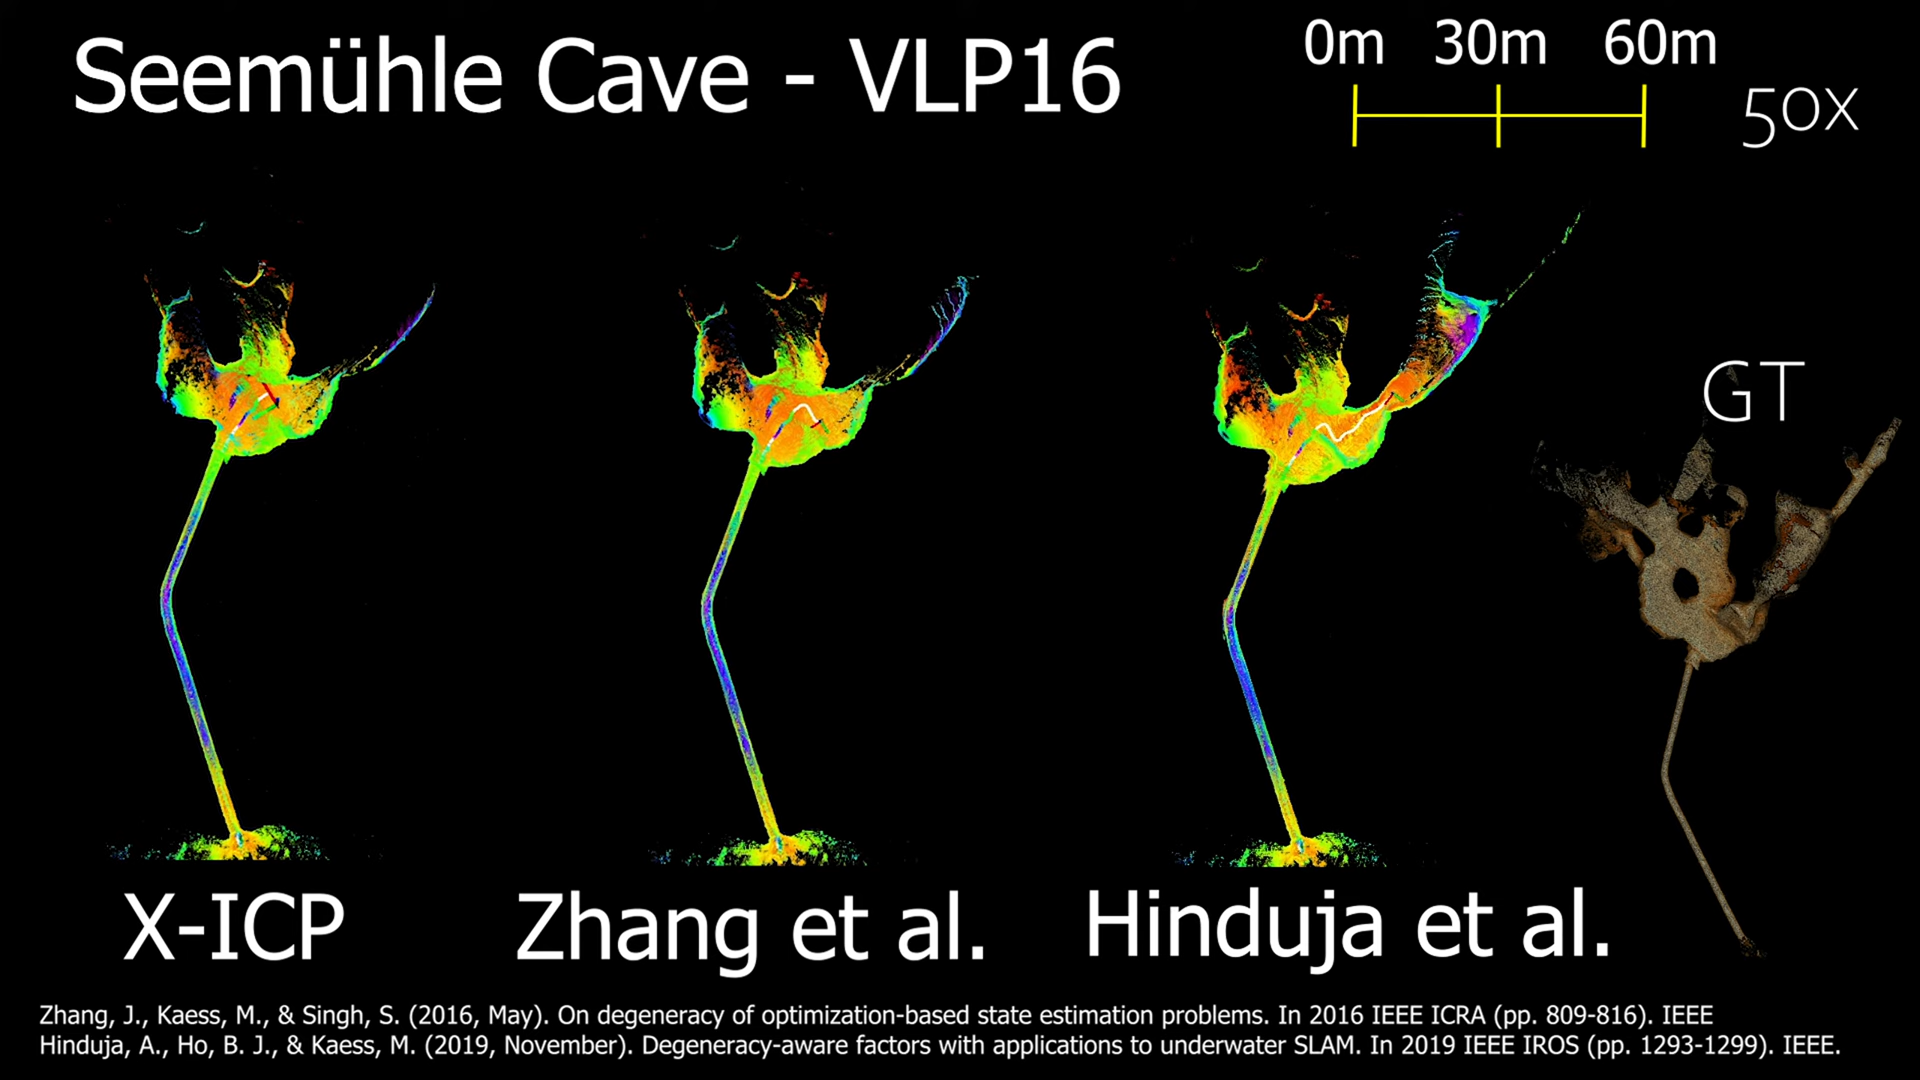 Seemühle Cave - VLP16
0m 30m 60m
50X
GT
X-ICP
Zhang et al.
Hinduja et al.
Zhang, J., Kaess, M., & Singh, S. (2016, May). On degeneracy of optimization-based state estimation problems. In 2016 IEEE ICRA (pp. 809-816). IEEE
Hinduja, A., Ho, B. J., & Kaess, M. (2019, November). Degeneracy-aware factors with applications to underwater SLAM. In 2019 IEEE IROS (pp. 1293-1299). IEEE.